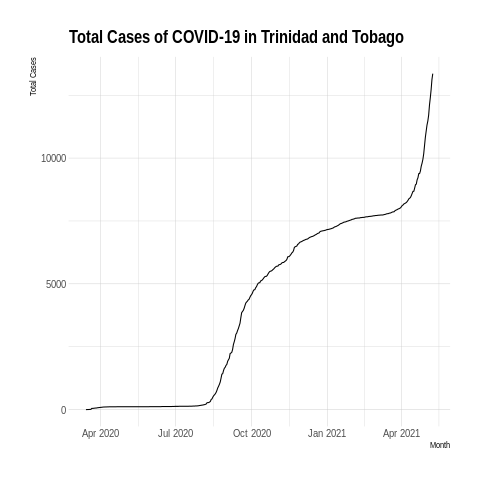 Total Cases of COVID-19 in Trinidad and Tobago
Total Cases
10000
5000
0
Apr 2020 Jul 2020 Oct 2020 Jan 2021 Apr 2021
Month